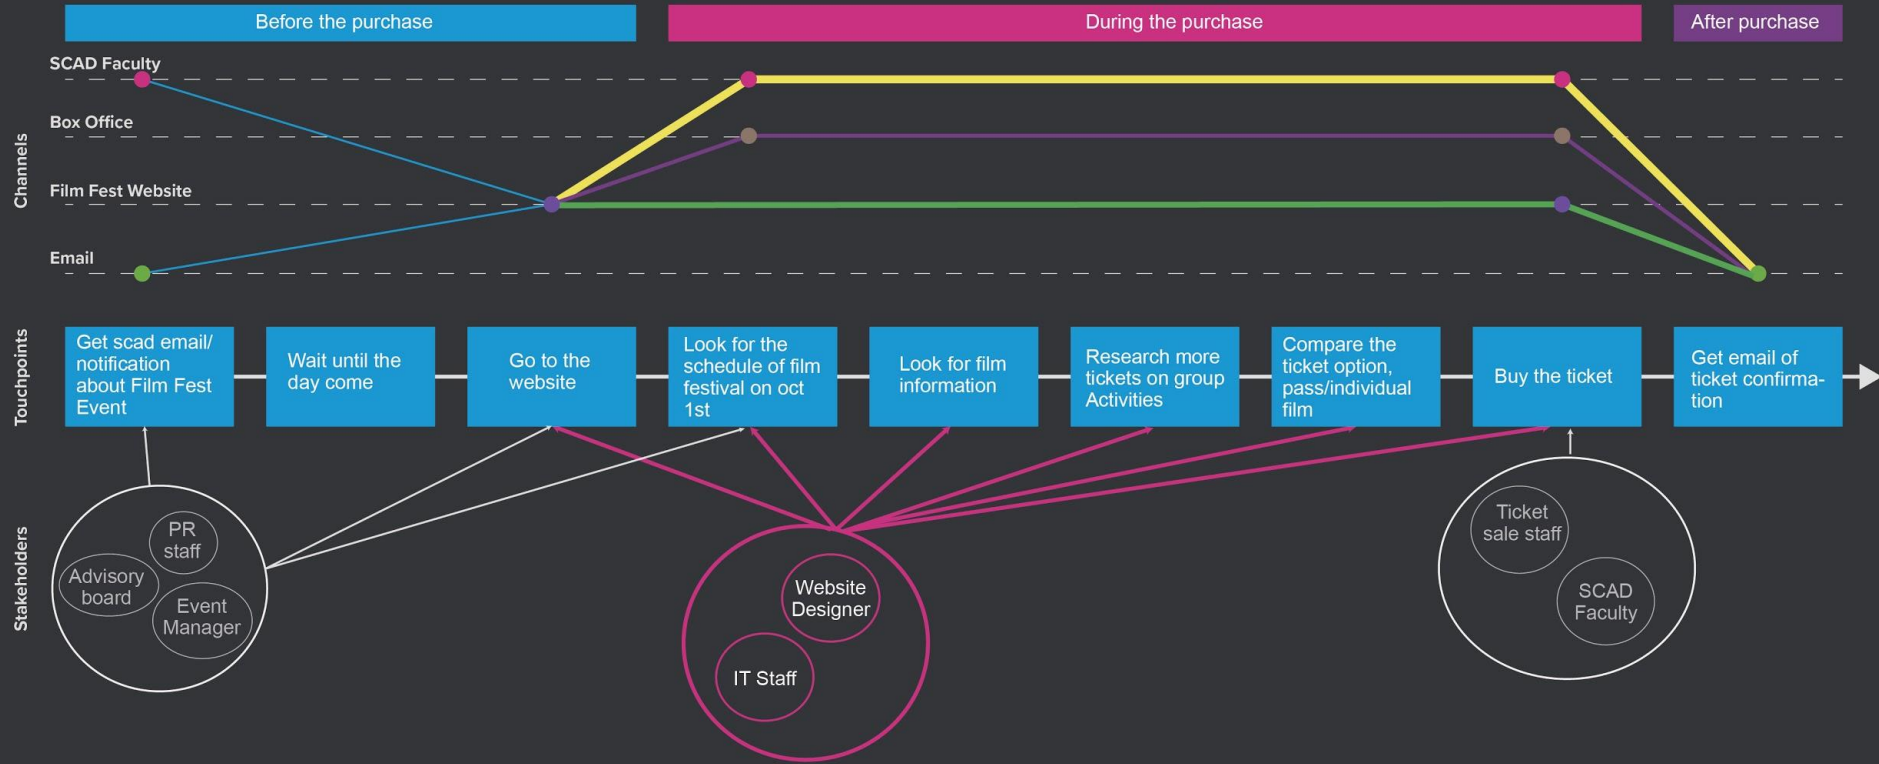 Before the purchase
During the purchase
After purchase
Channels
SCAD Faculty
Box Office
Film Fest Website
Email
Touchpoints
Get scad email/
notification
about Film Fest
Event
Wait until the
day come
Go to the
website
Look for the
schedule of film
festival on oct
1st
Look for film
information
Research more
tickets on group
Activities
Compare the
ticket option,
pass/individual
film
Buy the ticket
Get email of
ticket confirma-
tion
Stakeholders
PR
staff
Advisory
board
Event
Manager
Website
Designer
IT Staff
Ticket
sale staff
SCAD
Faculty